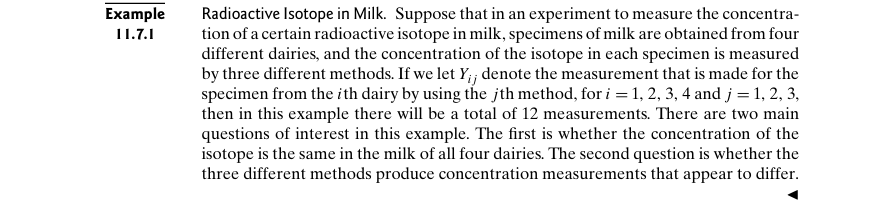 Example Radioactive Isotope in Milk. Suppose that in an experiment to measure the concentra-
11.7.1 tion of a certain radioactive isotope in milk, specimens of milk are obtained from four
different dairies, and the concentration of the isotope in each specimen is measured
by three different methods. If we let Y_{ij} denote the measurement that is made for the
specimen from the ith dairy by using the jth method, for i = 1, 2, 3, 4 and j = 1, 2, 3,
then in this example there will be a total of 12 measurements. There are two main
questions of interest in this example. The first is whether the concentration of the
isotope is the same in the milk of all four dairies. The second question is whether the
three different methods produce concentration measurements that appear to differ.
◄